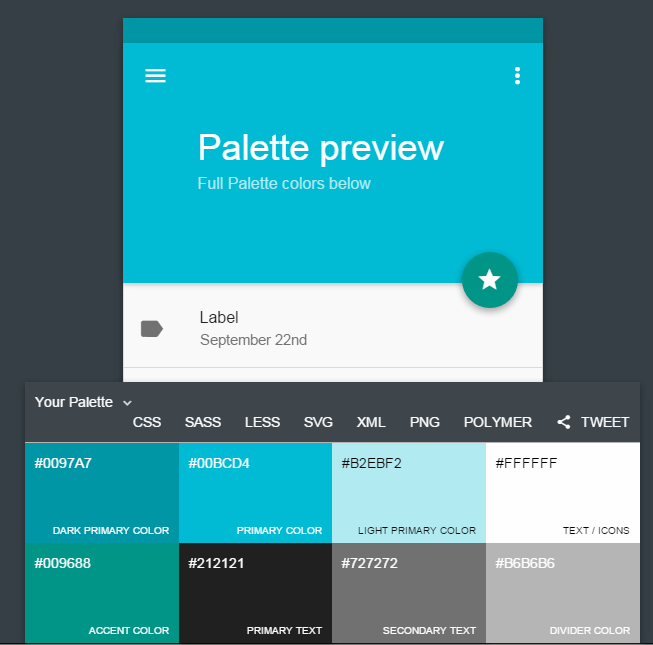 Palette preview
Full Palette colors below
Label
September 22nd
Your Palette
CSS SASS LESS SVG XML PNG POLYMER TWEET
#0097A7 #00BCD4 #B2EBF2 #FFFFFF
DARK PRIMARY COLOR PRIMARY COLOR LIGHT PRIMARY COLOR TEXT / ICONS
#009688 #212121 #727272 #B6B6B6
ACCENT COLOR PRIMARY TEXT SECONDARY TEXT DIVIDER COLOR